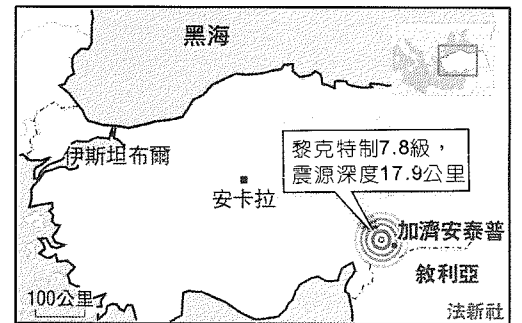 黑海
伊斯坦布爾
安卡拉
黎克特制7.8級，
震源深度17.9公里
加濟安泰普
敘利亞
100公里
法新社